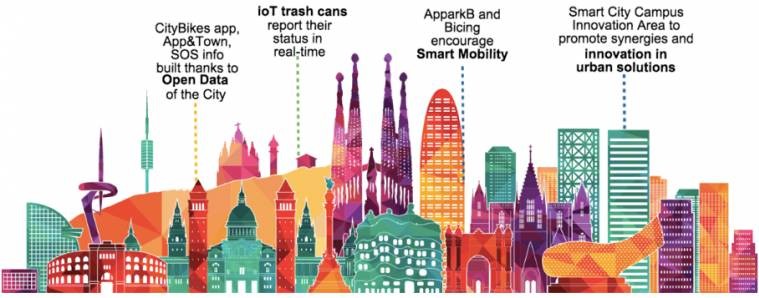 CityBikes app,
App&Town,
SOS info
built thanks to
Open Data
of the City
ioT trash cans
report their
status in
real-time
ApparkB and
Bicing
encourage
Smart Mobility
Smart City Campus
Innovation Area to
promote synergies and
innovation in
urban solutions